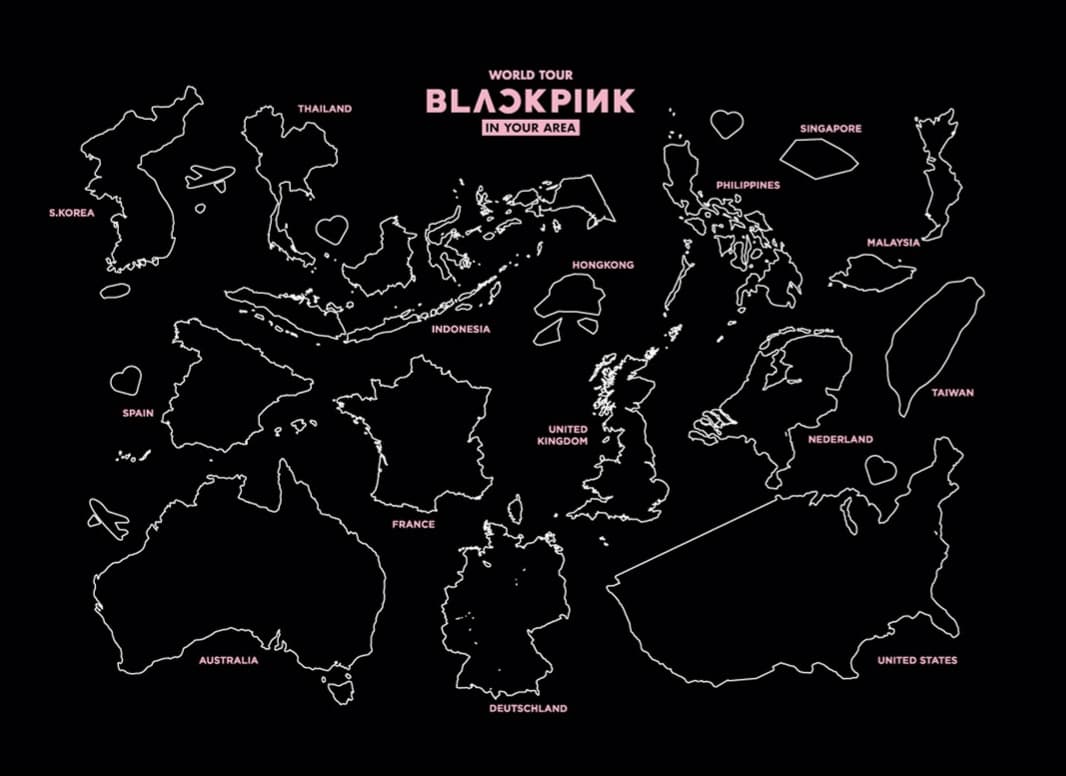 WORLD TOUR
BLACKPINK
IN YOUR AREA
THAILAND
SINGAPORE
PHILIPPINES
S.KOREA
MALAYSIA
HONGKONG
INDONESIA
TAIWAN
SPAIN
UNITED
KINGDOM
NEDERLAND
FRANCE
AUSTRALIA
UNITED STATES
DEUTSCHLAND